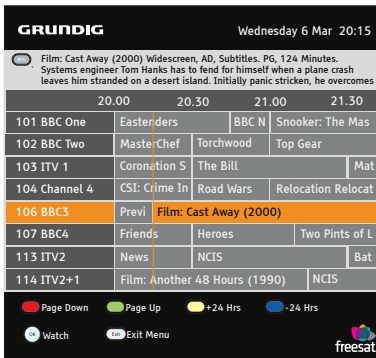 GRUNDIG
Wednesday 6 Mar 20:15
Film: Cast Away (2000) Widescreen, AD, Subtitles. PG, 124 Minutes.
Systems engineer Tom Hanks has to fend for himself when a plane crash
leaves him stranded on a desert island. Initially panic stricken, he overcomes
20.00 20.30 21.00 21.30
101 BBC One Eastenders BBC N Snooker: The Mas
102 BBC Two MasterChef Torchwood Top Gear
103 ITV 1 Coronation S The Bill Mat
104 Channel 4 CSI: Crime In Road Wars Relocation Relocat
106 BBC3 Previ Film: Cast Away (2000)
107 BBC4 Friends Heroes Two Pints of L
113 ITV2 News NCIS Bat
114 ITV2+1 Film: Another 48 Hours (1990) NCIS
Page Down Page Up +24 Hrs -24 Hrs
OK Watch Exit Exit Menu
freesat